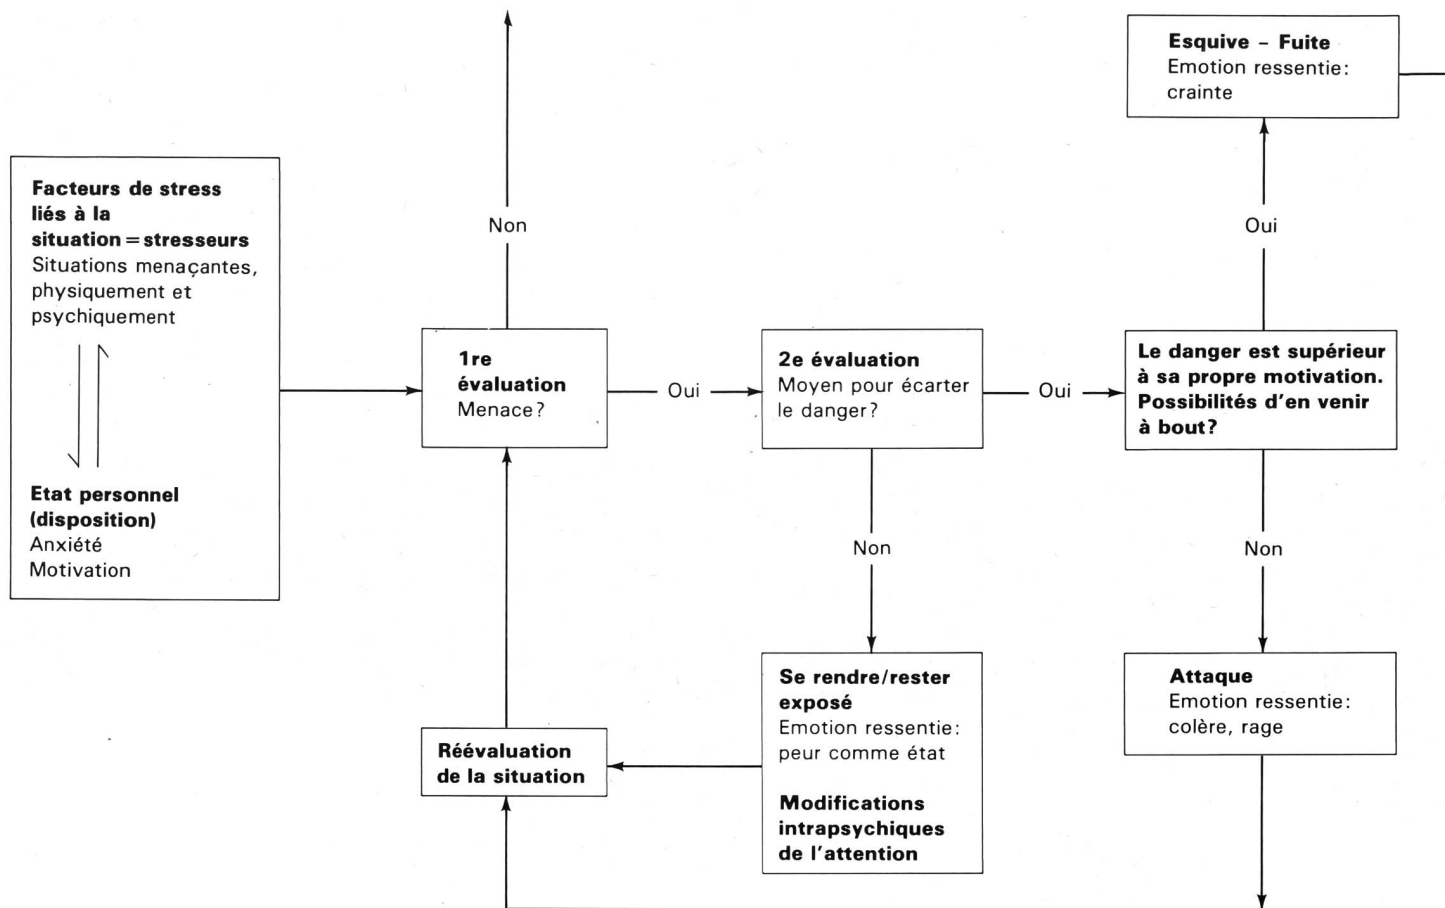 Esquive – Fuite
Emotion ressentie:
crainte
Facteurs de stress
liés à la
situation = stresseurs
Situations menaçantes,
physiquement et
psychiquement
Etat personnel
(disposition)
Anxiété
Motivation
Non
1re
évaluation
Menace?
Oui
2e évaluation
Moyen pour écarter
le danger?
Oui
Oui
Le danger est supérieur
à sa propre motivation.
Possibilités d'en venir
à bout?
Non
Non
Réévaluation
de la situation
Se rendre/rester
exposé
Emotion ressentie:
peur comme état
Modifications
intrapsychiques
de l'attention
Attaque
Emotion ressentie:
colère, rage